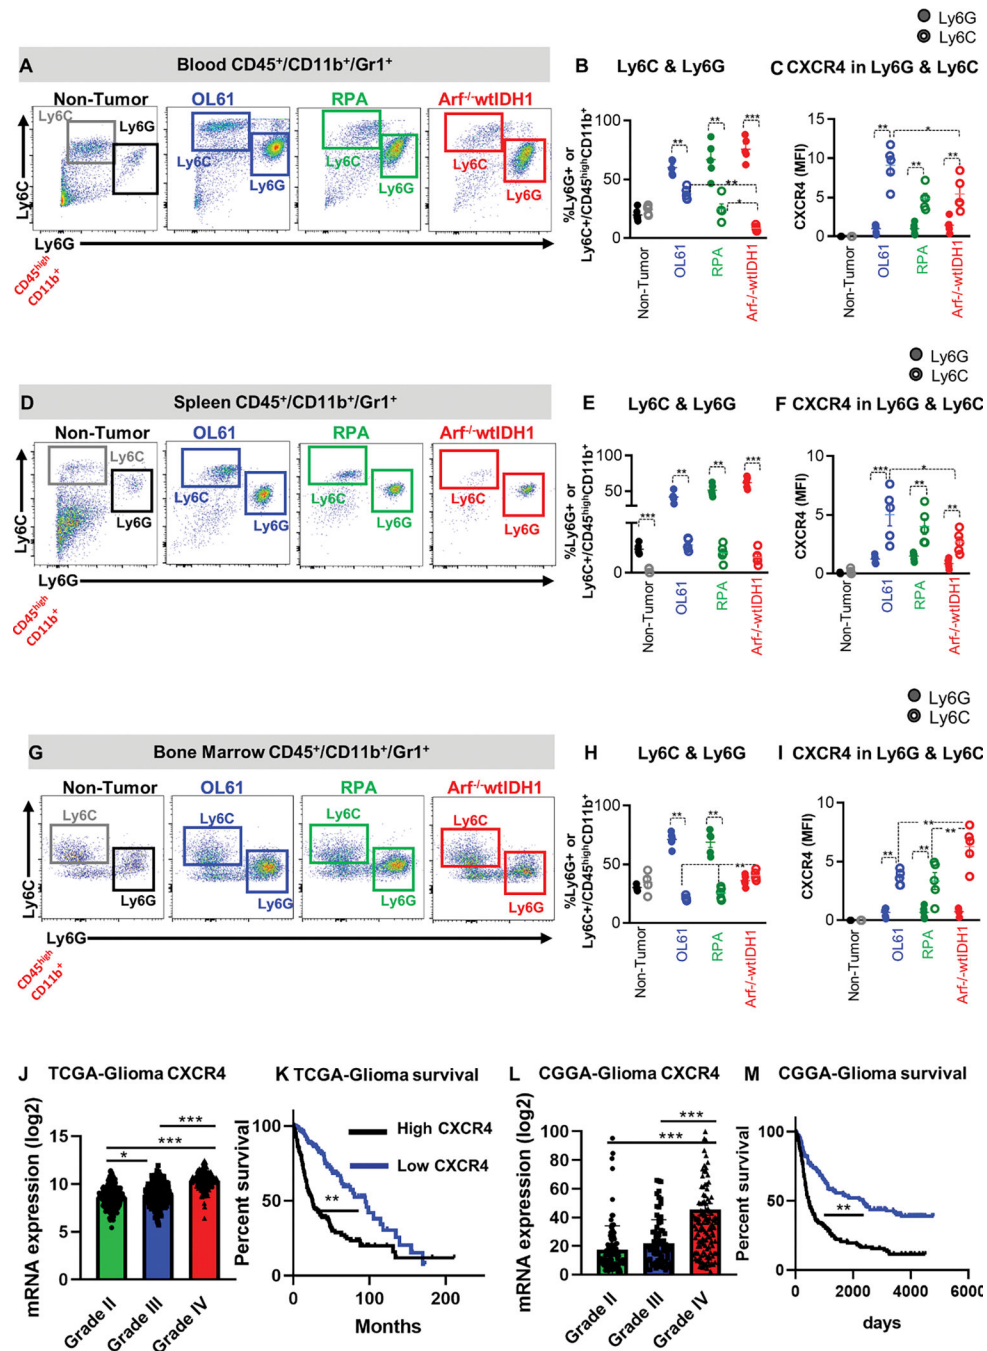 Ly6G
Ly6C
A Blood CD45⁺/CD11b⁺/Gr1⁺
Non-Tumor OL61 RPA Arf⁻/⁻wtIDH1
Ly6C Ly6G
Ly6C Ly6G
Ly6C Ly6G
Ly6C Ly6G
Ly6C
Ly6G
CD45ʰⁱᵍʰ
CD11b⁺
B Ly6C & Ly6G
%Ly6G+ or
Ly6C+/CD45ʰⁱᵍʰCD11b⁺
100
50
0
** ** *** ** *
Non-Tumor OL61 RPA Arf-/-wtIDH1
C CXCR4 in Ly6G & Ly6C
CXCR4 (MFI)
15
10
5
0
** * ** **
Non-Tumor OL61 RPA Arf-/-wtIDH1
Ly6G
Ly6C
D Spleen CD45⁺/CD11b⁺/Gr1⁺
Non-Tumor OL61 RPA Arf⁻/⁻wtIDH1
Ly6C Ly6G
Ly6C Ly6G
Ly6C Ly6G
Ly6C Ly6G
Ly6C
Ly6G
CD45ʰⁱᵍʰ
CD11b⁺
E Ly6C & Ly6G
%Ly6G+ or
Ly6C+/CD45ʰⁱᵍʰCD11b⁺
100
50
0
*** ** ** ***
Non-Tumor OL61 RPA Arf-/-wtIDH1
F CXCR4 in Ly6G & Ly6C
CXCR4 (MFI)
10
5
0
*** * ** **
Non-Tumor OL61 RPA Arf-/-wtIDH1
Ly6G
Ly6C
G Bone Marrow CD45⁺/CD11b⁺/Gr1⁺
Non-Tumor OL61 RPA Arf⁻/⁻wtIDH1
Ly6C Ly6G
Ly6C Ly6G
Ly6C Ly6G
Ly6C Ly6G
Ly6C
Ly6G
CD45ʰⁱᵍʰ
CD11b⁺
H Ly6C & Ly6G
%Ly6G+ or
Ly6C+/CD45ʰⁱᵍʰCD11b⁺
100
50
0
** ** **
Non-Tumor OL61 RPA Arf-/-wtIDH1
I CXCR4 in Ly6G & Ly6C
CXCR4 (MFI)
10
5
0
** ** ** **
Non-Tumor OL61 RPA Arf-/-wtIDH1
J TCGA-Glioma CXCR4
mRNA expression (log2)
15
10
5
0
* *** ***
Grade II Grade III Grade IV
K TCGA-Glioma survival
Percent survival
100
50
0
High CXCR4
Low CXCR4
**
0 100 200
Months
L CGGA-Glioma CXCR4
mRNA expression (log2)
100
80
60
40
20
0
*** ***
Grade II Grade III Grade IV
M CGGA-Glioma survival
Percent survival
100
50
0
**
0 2000 4000 6000
days